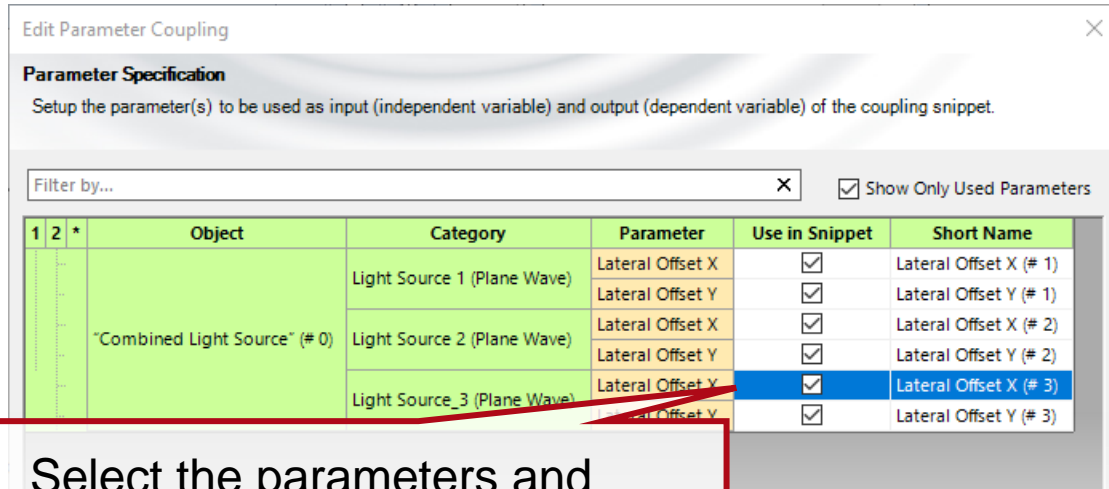 Edit Parameter Coupling
Parameter Specification
Setup the parameter(s) to be used as input (independent variable) and output (dependent variable) of the coupling snippet.
Filter by...
Show Only Used Parameters
1 2 * Object Category Parameter Use in Snippet Short Name
"Combined Light Source" (# 0)
Light Source 1 (Plane Wave)
Lateral Offset X Lateral Offset X (# 1)
Lateral Offset Y Lateral Offset Y (# 1)
Light Source 2 (Plane Wave)
Lateral Offset X Lateral Offset X (# 2)
Lateral Offset Y Lateral Offset Y (# 2)
Light Source_3 (Plane Wave)
Lateral Offset X Lateral Offset X (# 3)
Lateral Offset Y Lateral Offset Y (# 3)
Select the parameters and